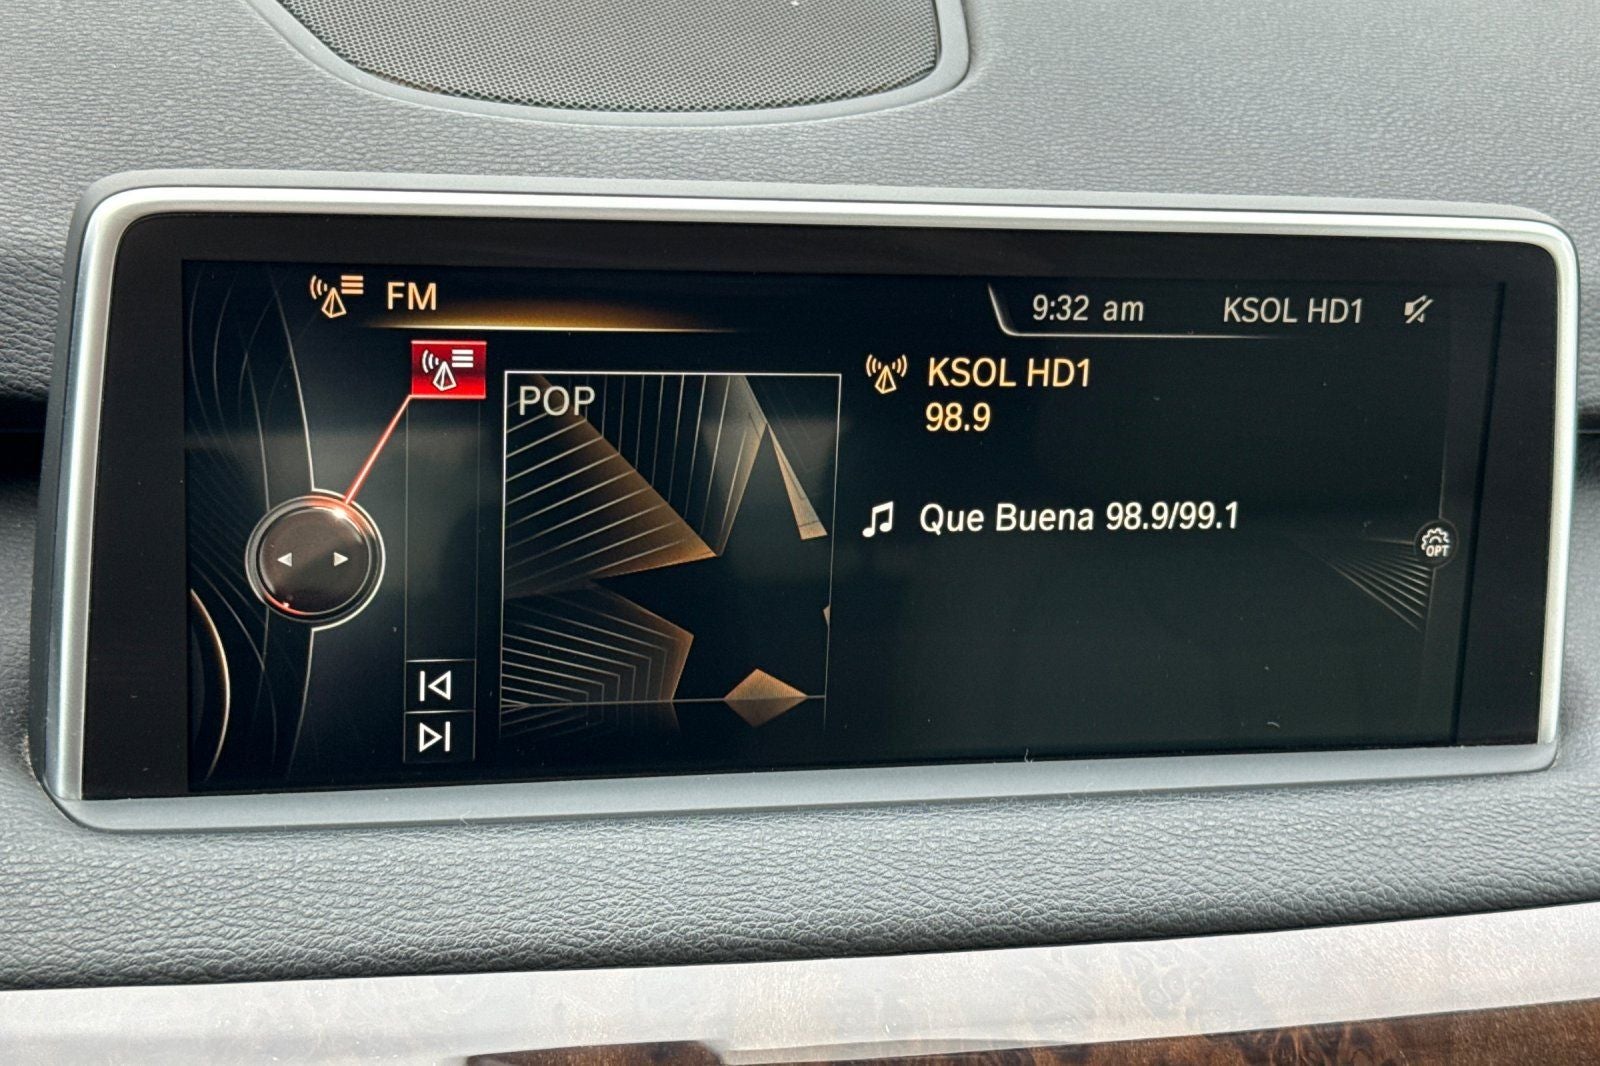 FM
9:32 am KSOL HD1
POP
KSOL HD1
98.9
Que Buena 98.9/99.1
OPT